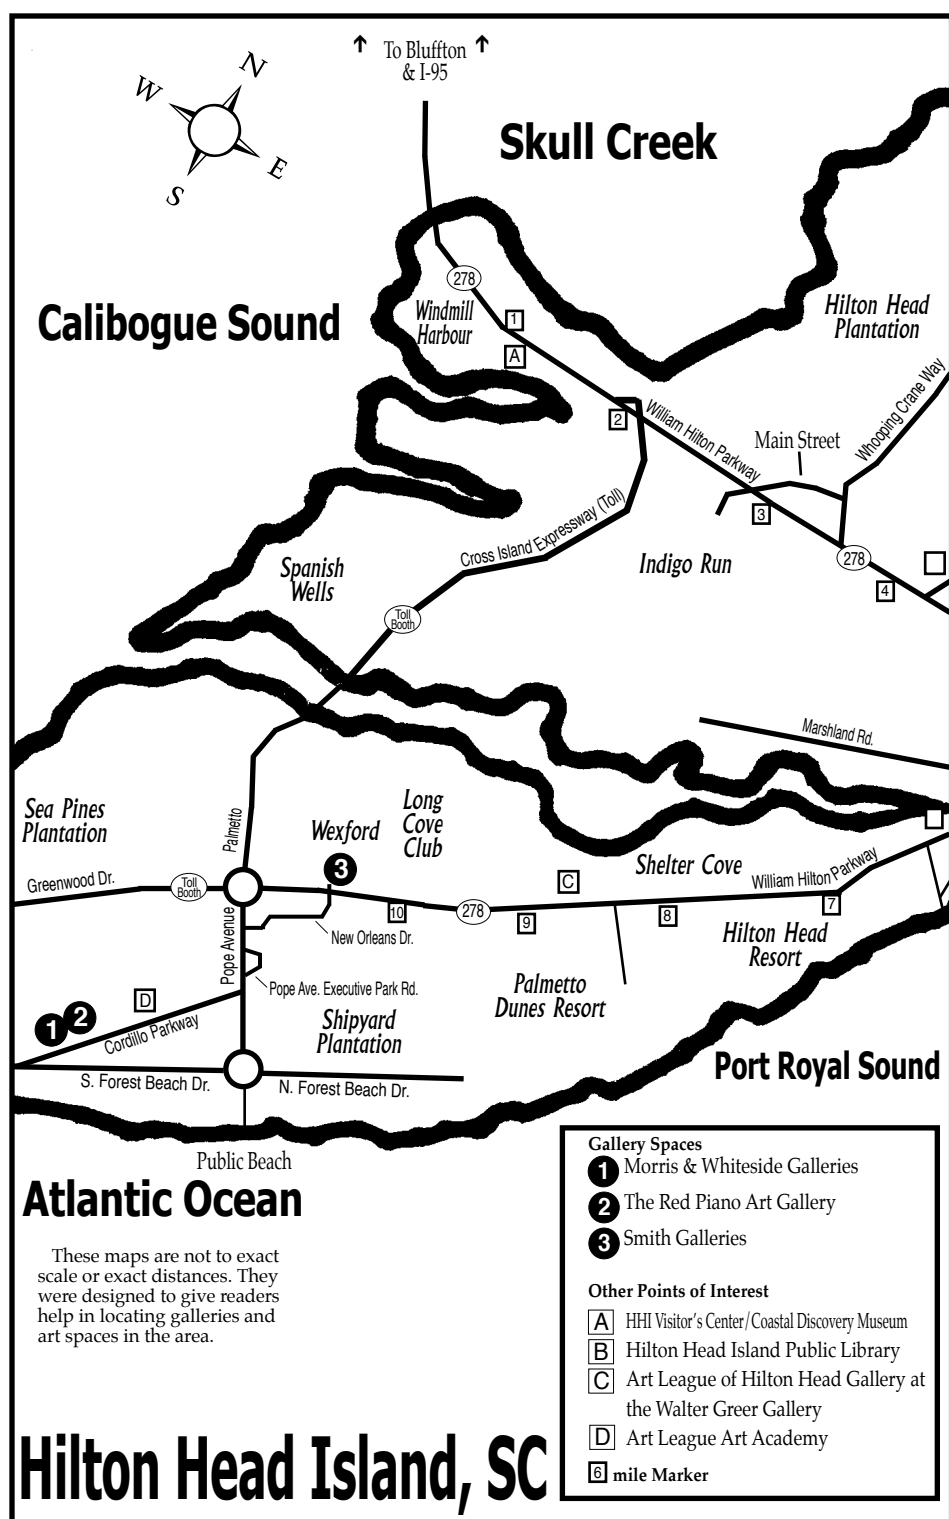 To Bluffton
& I-95
N
W
E
S
Skull Creek
278
Windmill
Harbour
1
A
Calibogue Sound
Hilton Head
Plantation
Whooping Crane Way
2
William Hilton Parkway
Main Street
3
Cross Island Expressway (Toll)
Indigo Run
278
4
Spanish
Wells
Toll
Booth
Marshland Rd.
Sea Pines
Plantation
Palmetto
Wexford
Long
Cove
Club
3
Shelter Cove
William Hilton Parkway
Greenwood Dr.
Toll
Booth
C
10
278
9
8
7
Pope Avenue
New Orleans Dr.
Hilton Head
Resort
Pope Ave. Executive Park Rd.
Palmetto
Dunes Resort
D
1
2
Cordillo Parkway
Shipyard
Plantation
S. Forest Beach Dr.
N. Forest Beach Dr.
Port Royal Sound
Public Beach
Atlantic Ocean
These maps are not to exact
scale or exact distances. They
were designed to give readers
help in locating galleries and
art spaces in the area.
Hilton Head Island, SC
Gallery Spaces
1 Morris & Whiteside Galleries
2 The Red Piano Art Gallery
3 Smith Galleries
Other Points of Interest
A HHI Visitor's Center/Coastal Discovery Museum
B Hilton Head Island Public Library
C Art League of Hilton Head Gallery at
the Walter Greer Gallery
D Art League Art Academy
6 mile Marker